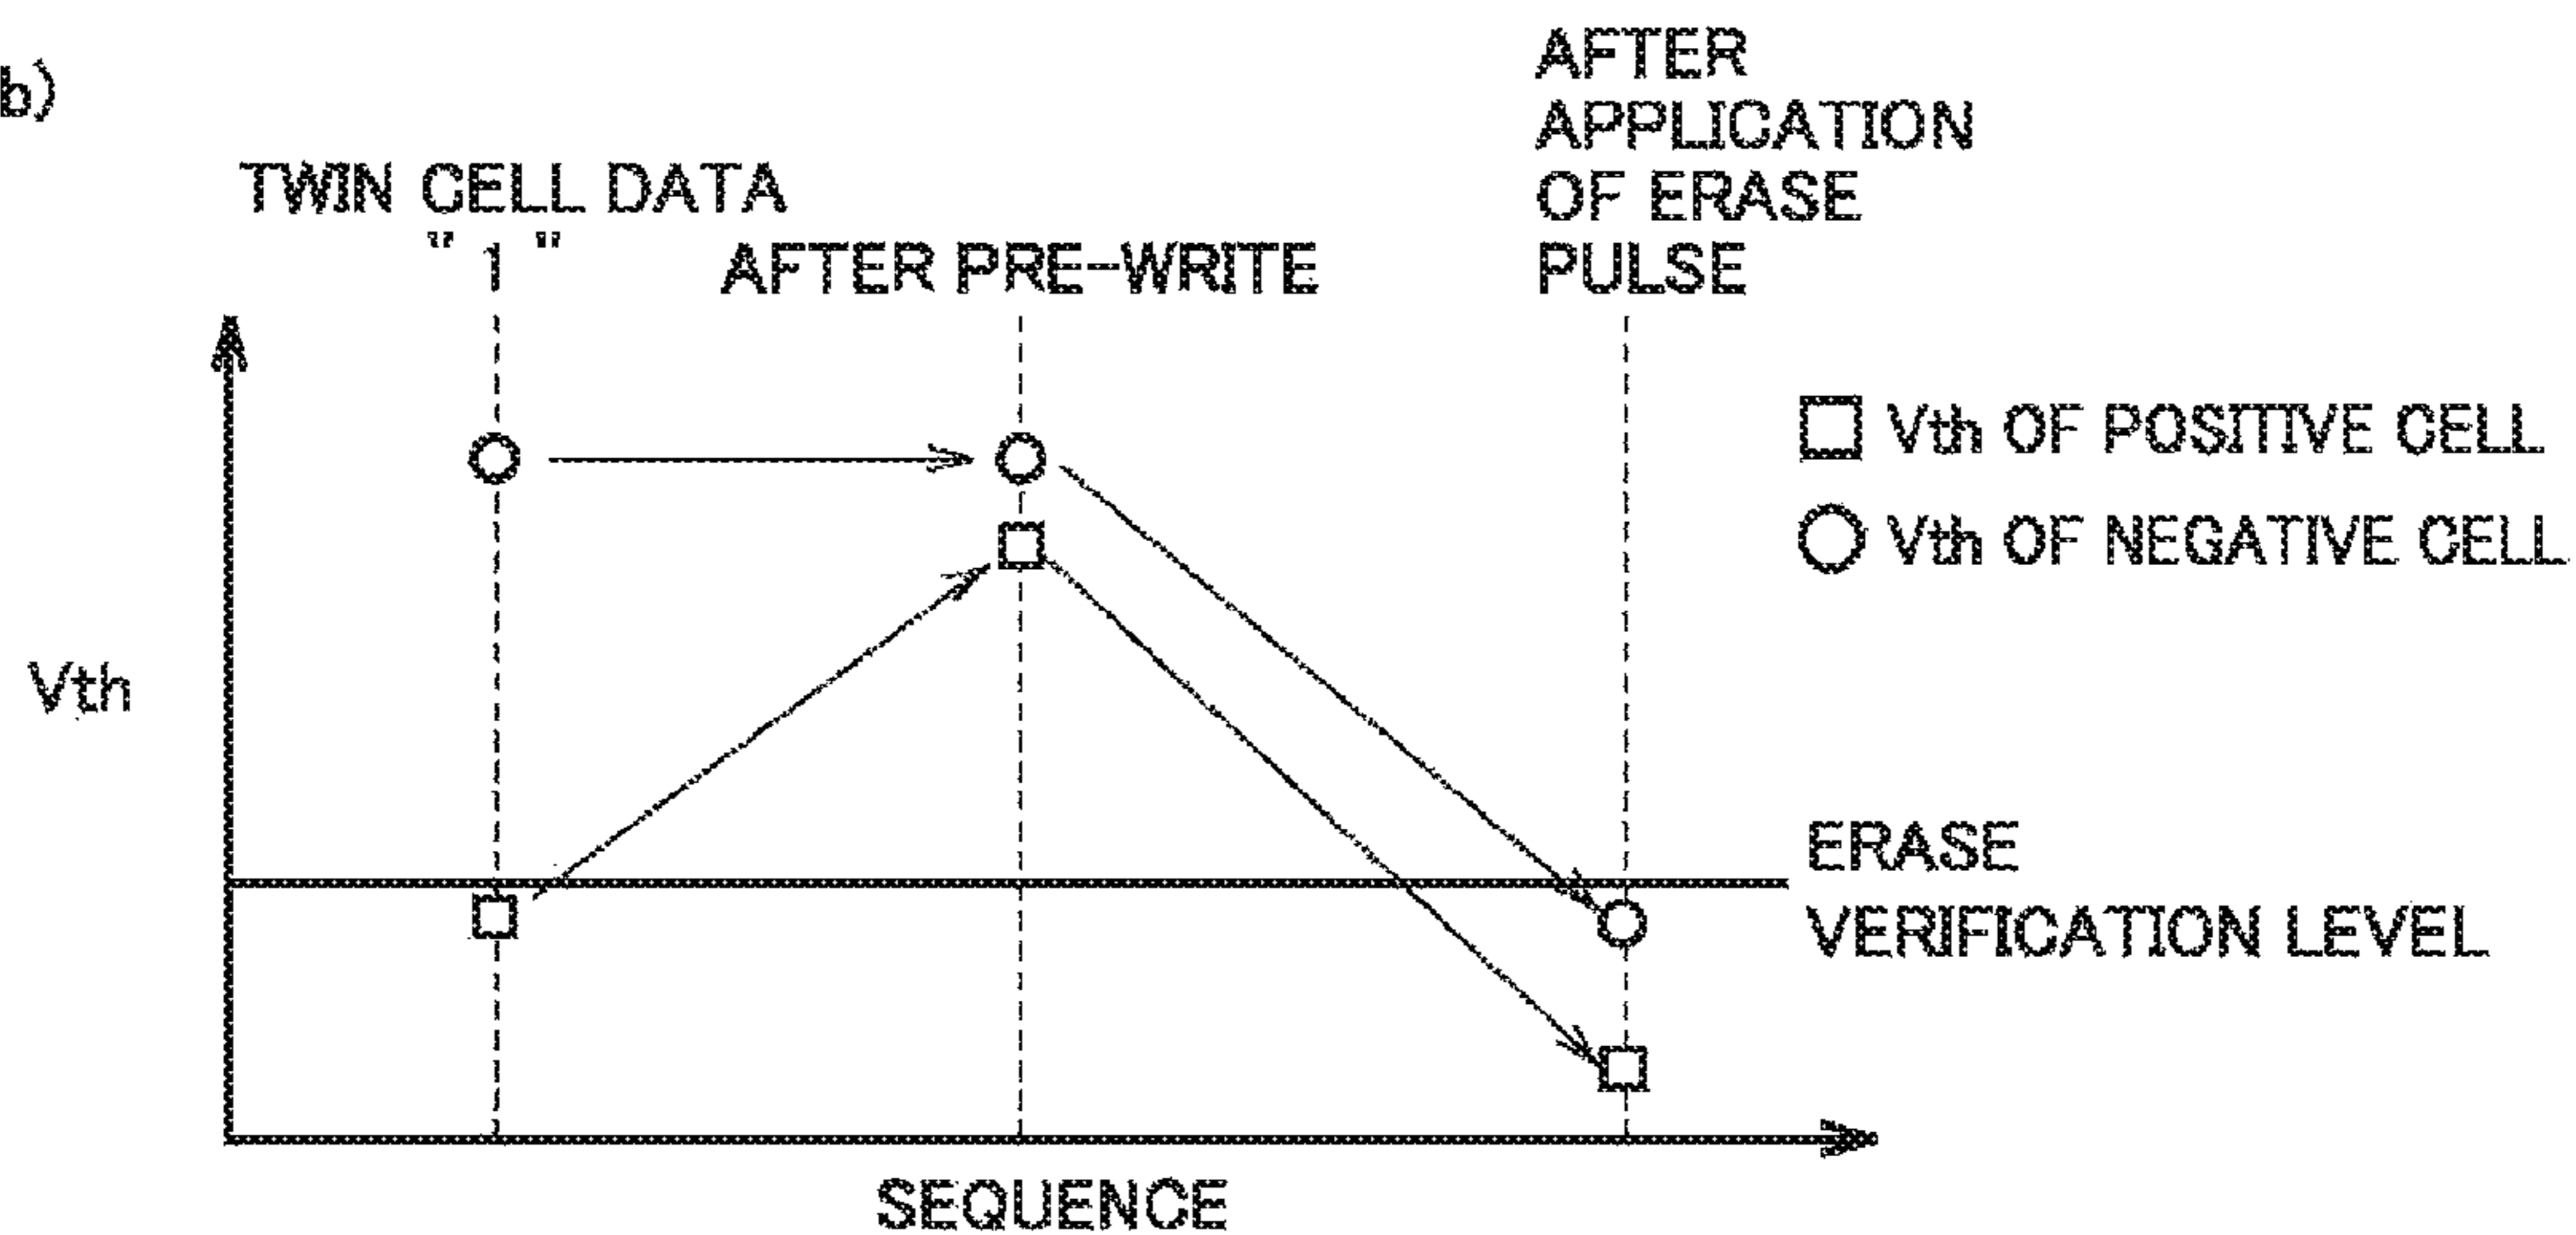 b)
TWIN CELL DATA
"1"
AFTER PRE-WRITE
AFTER
APPLICATION
OF ERASE
PULSE
Vth OF POSITIVE CELL
Vth OF NEGATIVE CELL
Vth
ERASE
VERIFICATION LEVEL
SEQUENCE